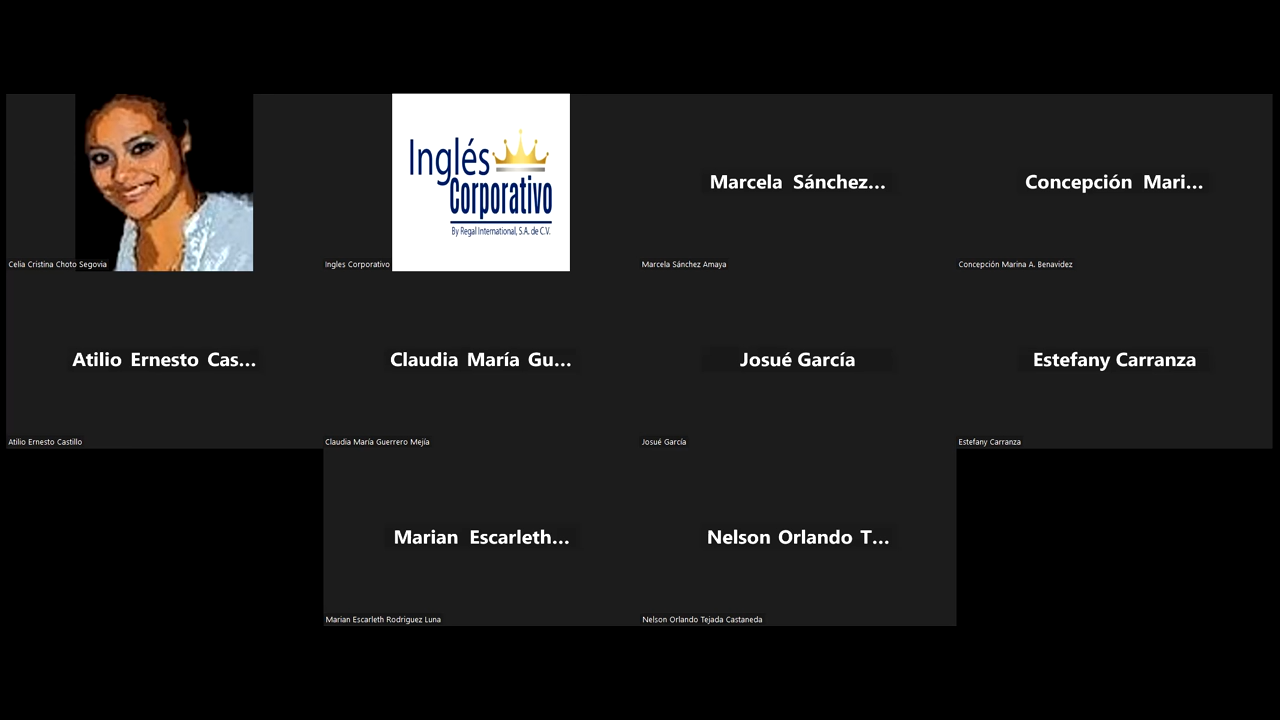 Inglés
Corporativo
By Regal International, S.A. de C.V.
Marcela Sánchez...
Concepción Mari...
Celia Cristina Choto Segovia
Ingles Corporativo
Marcela Sánchez Amaya
Concepción Marina A. Benavidez
Atilio Ernesto Cas...
Claudia María Gu...
Josué García
Estefany Carranza
Atilio Ernesto Castillo
Claudia María Guerrero Mejía
Josué García
Estefany Carranza
Marian Escarleth...
Nelson Orlando T...
Marian Escarleth Rodriguez Luna
Nelson Orlando Tejada Castaneda